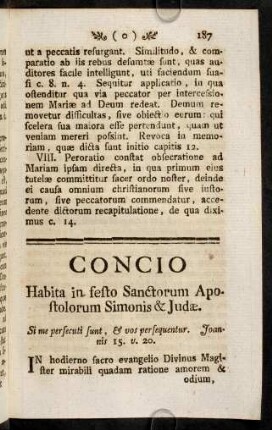 ( 0 ) 187
ut a peccatis resurgant. Similitudo, & com-
paratio ab iis rebus desumtæ sunt, quas au-
ditores facile intelligunt, uti faciendum sua-
si c. 8. n. 4. Sequitur applicatio, in qua
ostenditur qua via peccator per intercessio-
nem Mariæ ad Deum redeat. Demum re-
movetur difficultas, sive obiectio eorum: qui
scelera sua maiora esse pertendunt, quam ut
veniam mereri possint. Revoca in memo-
riam, quæ dicta sunt initio capitis 12.
VIII. Peroratio constat obsecratione ad
Mariam ipsam directa, in qua primum eius
tutelæ committitur sacer ordo noster, deinde
ei causa omnium christianorum sive iusto-
rum, sive peccatorum commendatur, acce-
dente dictorum recapitulatione, de qua dixi-
mus c. 14.
CONCIO
Habita in festo Sanctorum Apo-
stolorum Simonis & Judæ.
Si me persecuti sunt, & vos persequentur. Joan-
nis 15. v. 20.
IN hodierno sacro evangelio Divinus Magi-
ster mirabili quadam ratione amorem &
odium,